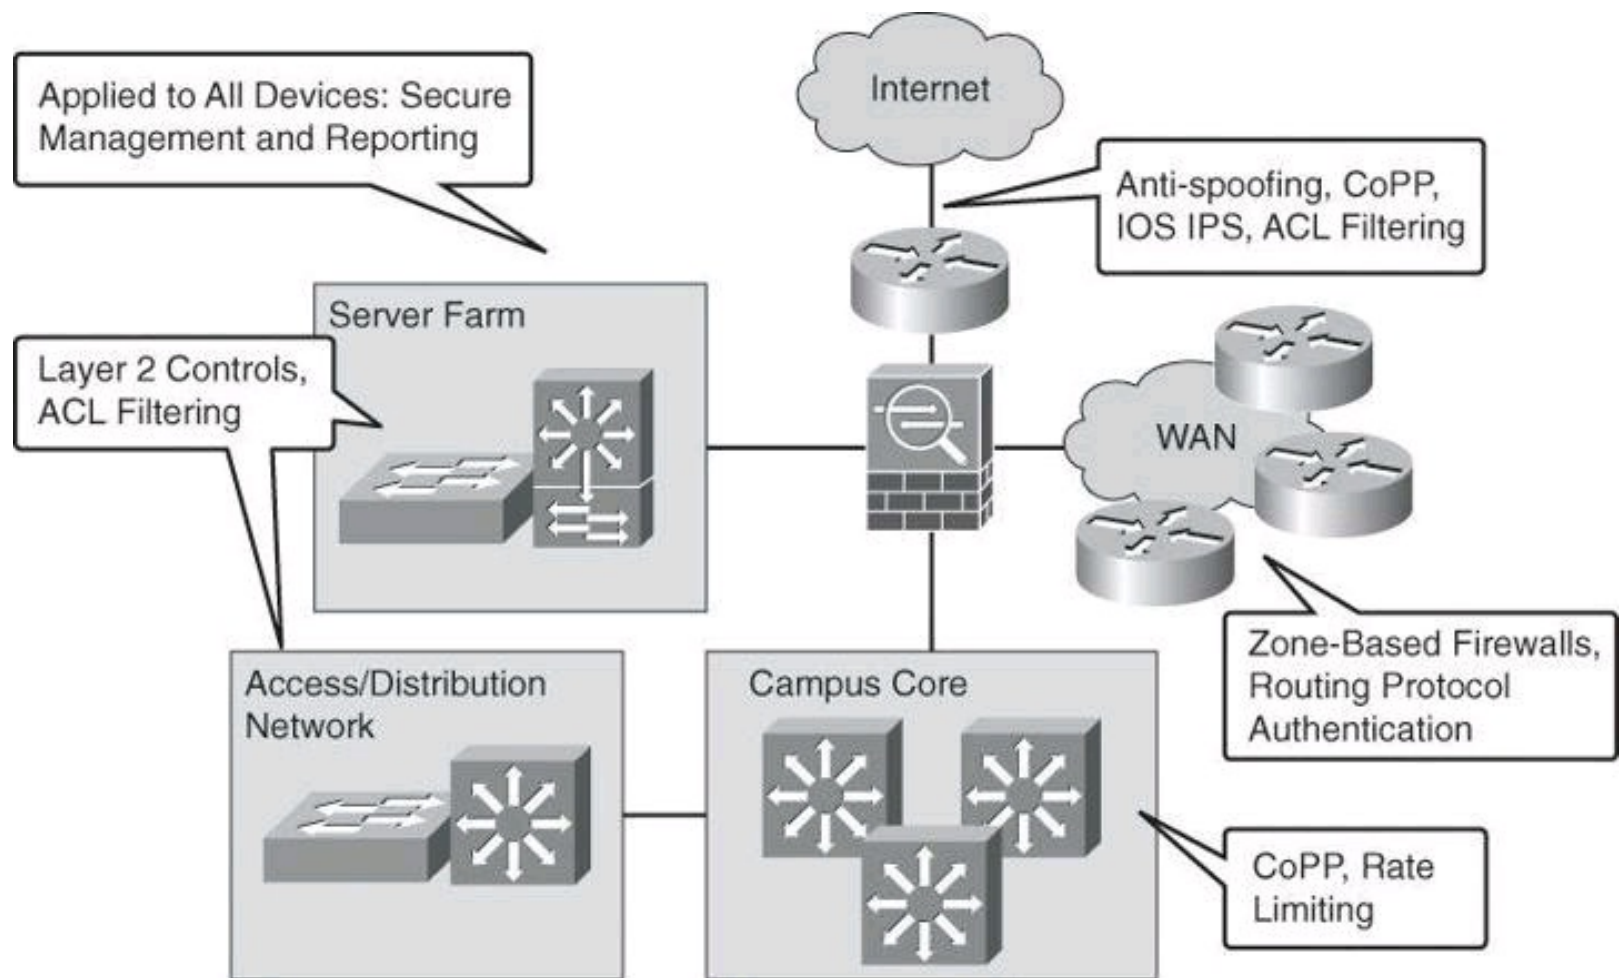 Applied to All Devices: Secure
Management and Reporting
Internet
Anti-spoofing, CoPP,
IOS IPS, ACL Filtering
Server Farm
Layer 2 Controls,
ACL Filtering
WAN
Zone-Based Firewalls,
Routing Protocol
Authentication
Access/Distribution
Network
Campus Core
CoPP, Rate
Limiting